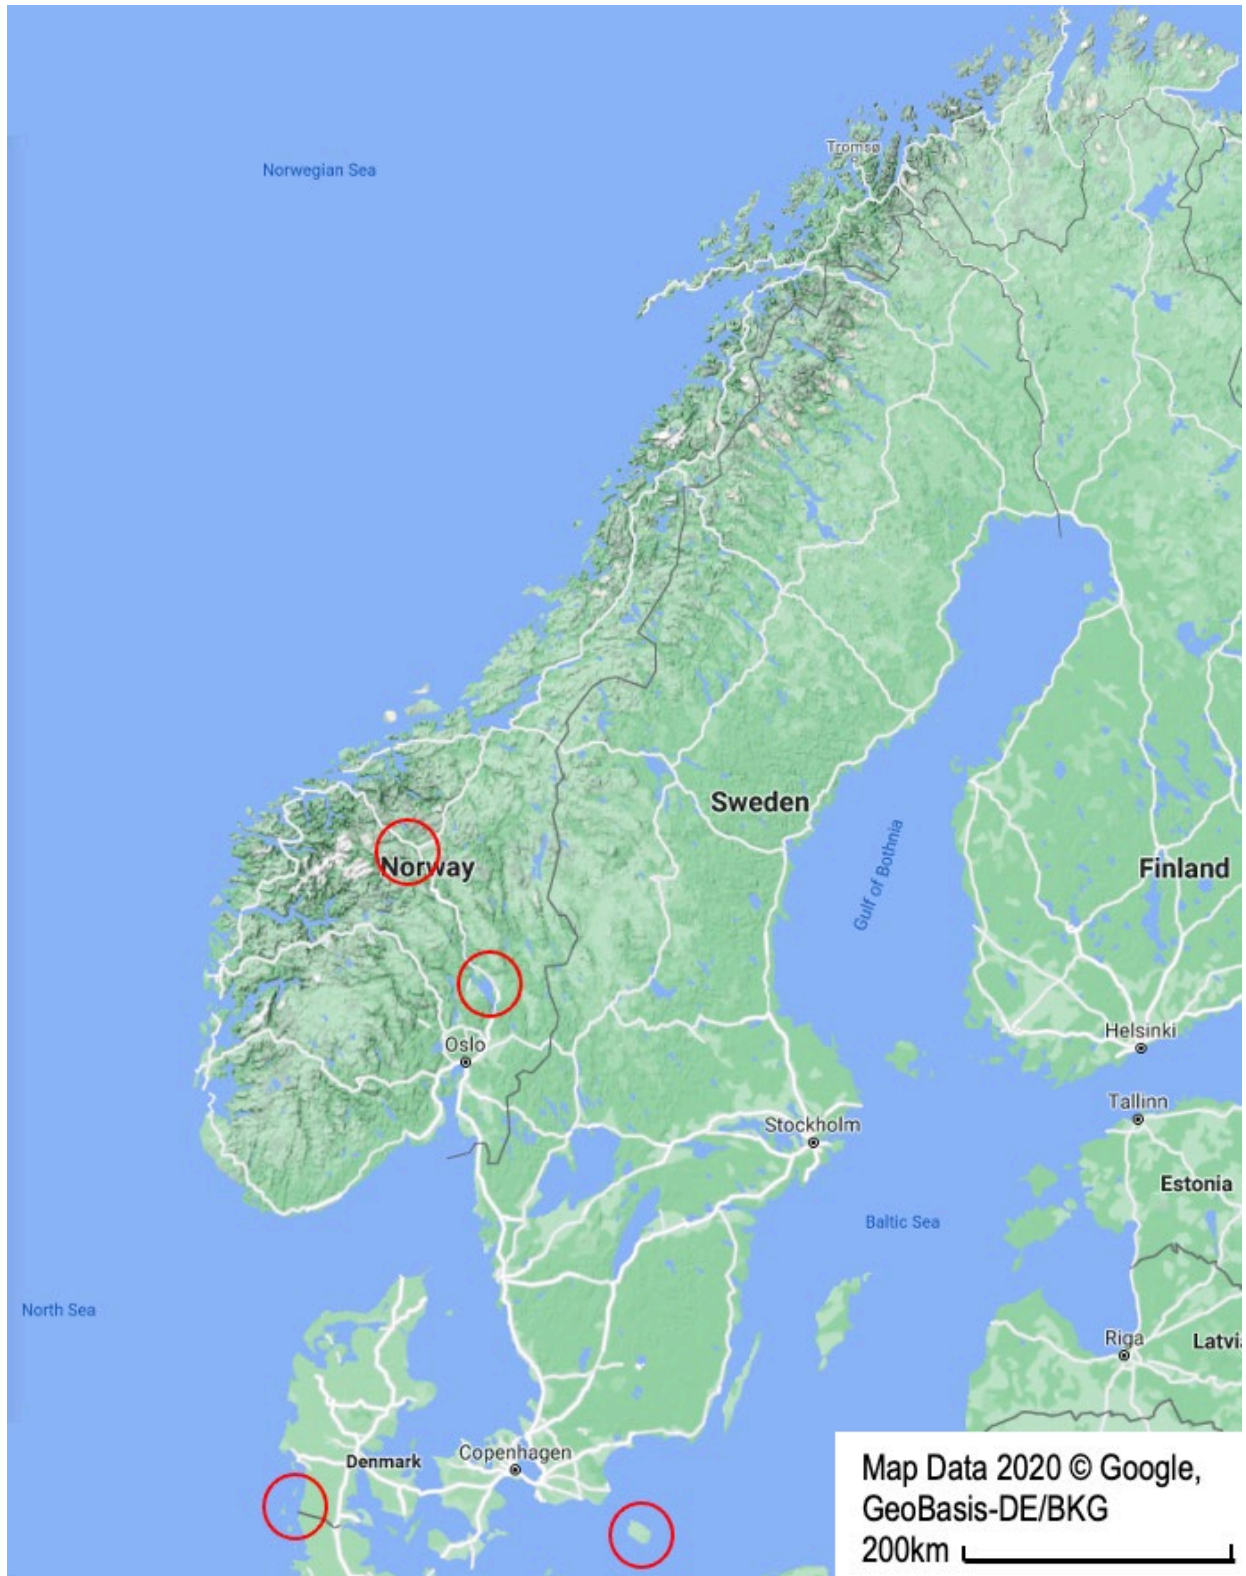 Tromsø
Norwegian Sea
Sweden
Norway
Gulf of Bothnia
Finland
Helsinki
Oslo
Tallinn
Stockholm
Estonia
Baltic Sea
North Sea
Riga
Latvi
Copenhagen
Denmark
Map Data 2020 © Google,
GeoBasis-DE/BKG
200km